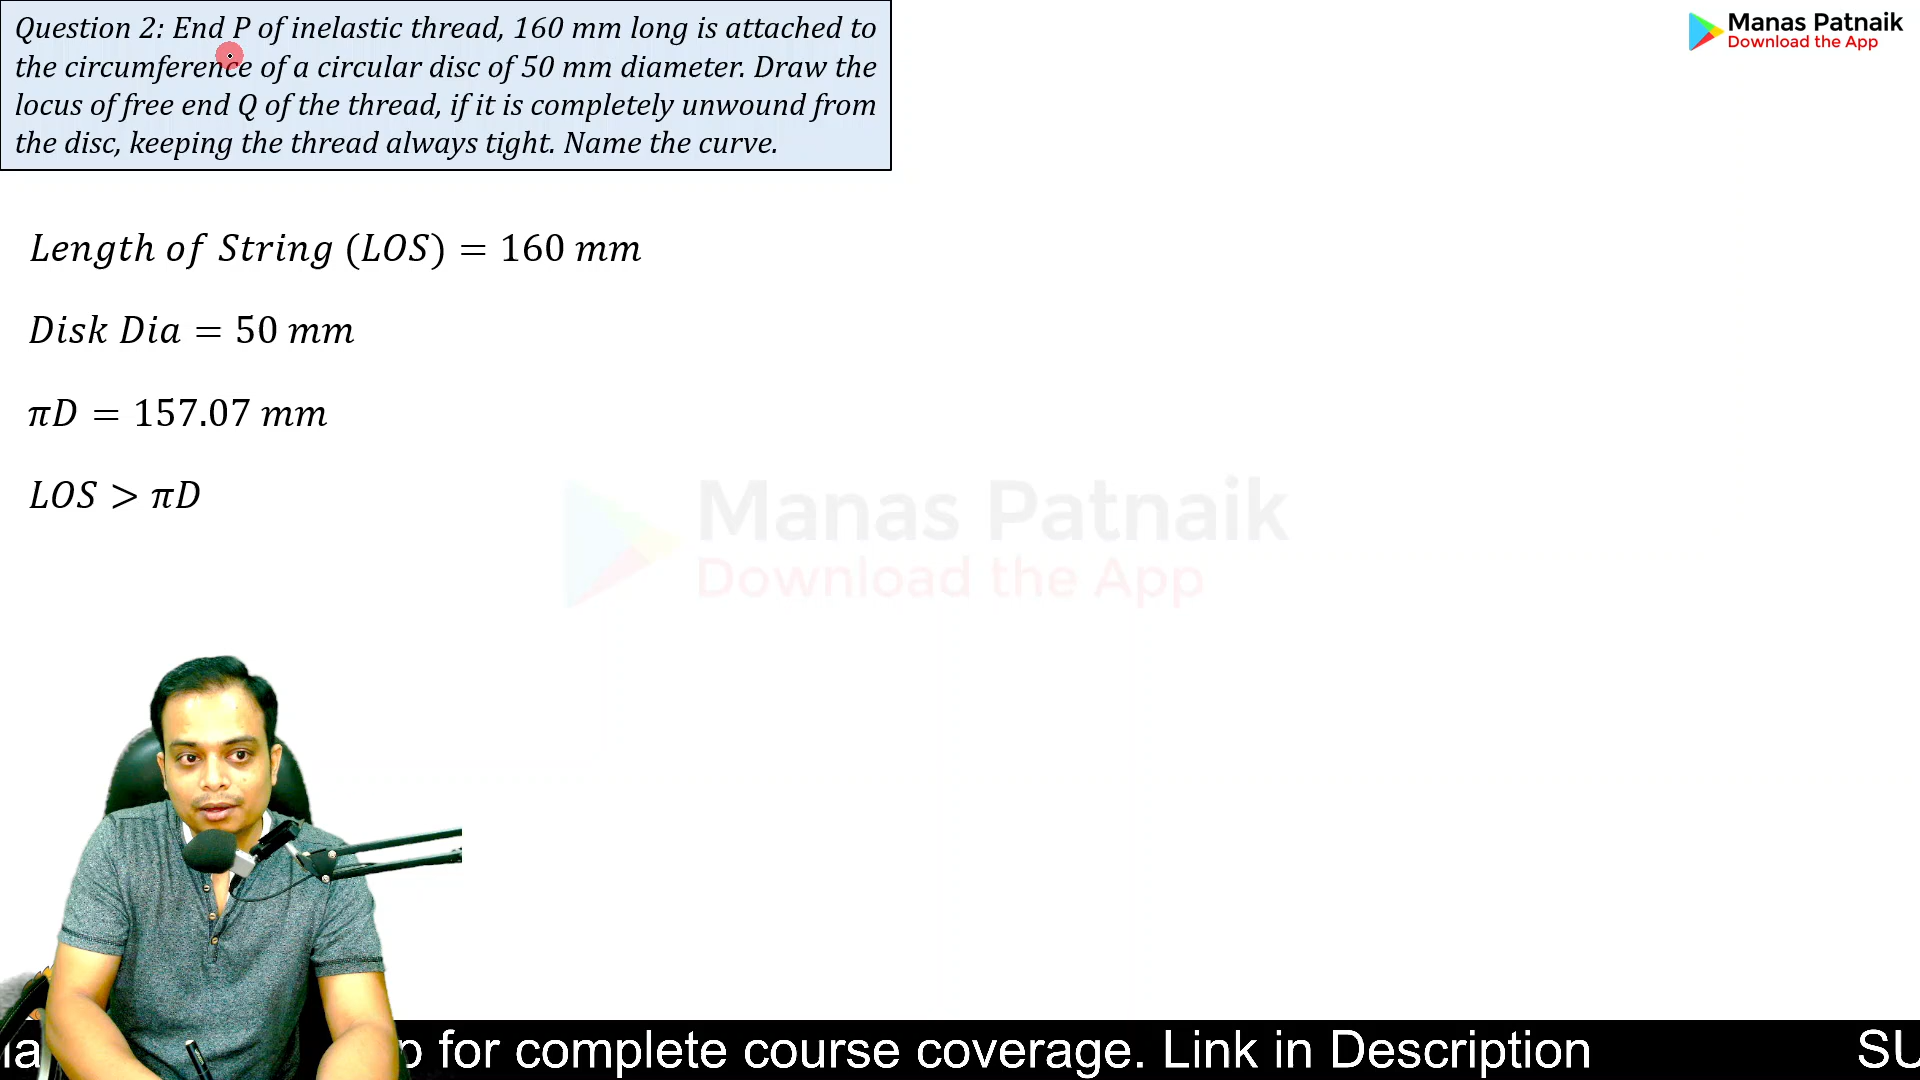 Question 2: End P of inelastic thread, 160 mm long is attached to
the circumference of a circular disc of 50 mm diameter. Draw the
locus of free end Q of the thread, if it is completely unwound from
the disc, keeping the thread always tight. Name the curve.
Manas Patnaik
Download the App
Length of String (LOS) = 160 mm
Disk Dia = 50 mm
πD = 157.07 mm
LOS > πD
Manas Patnaik
Download the App
p for complete course coverage. Link in Description
SU